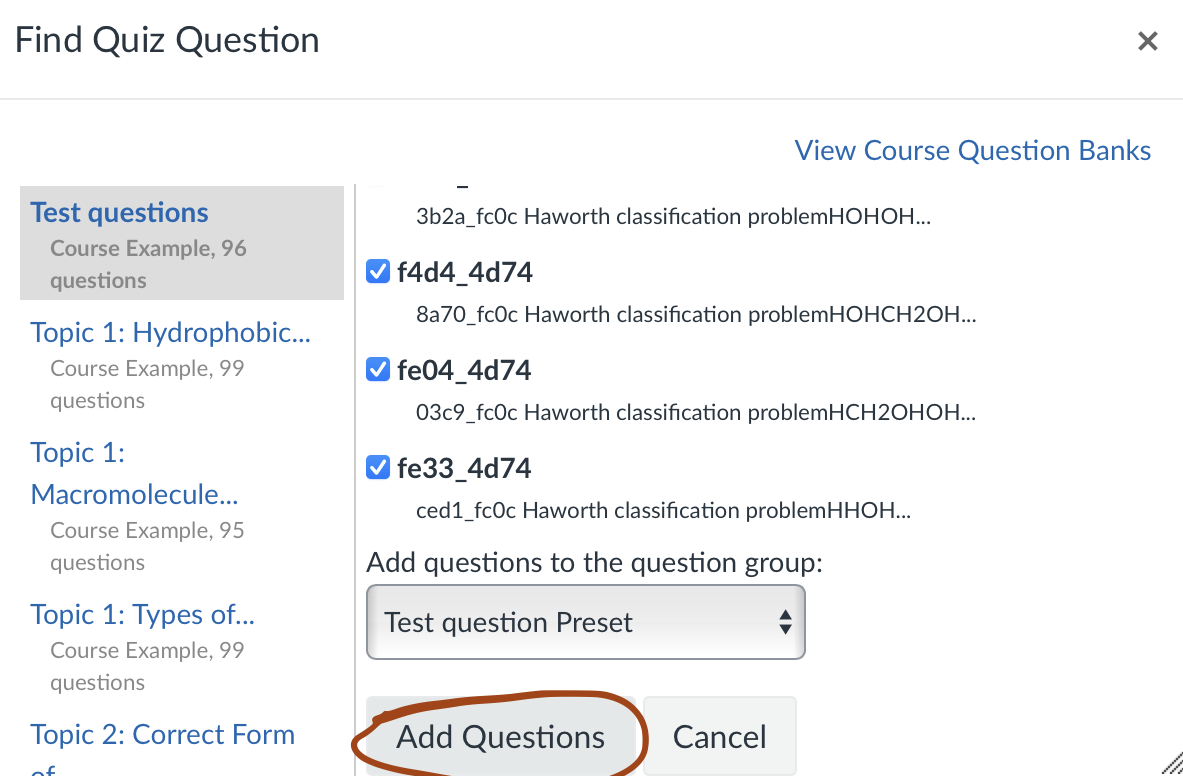 Find Quiz Question
View Course Question Banks
Test questions
Course Example, 96
questions
Topic 1: Hydrophobic...
Course Example, 99
questions
Topic 1:
Macromolecule...
Course Example, 95
questions
Topic 1: Types of...
Course Example, 99
questions
Topic 2: Correct Form
of
3b2a_fc0c Haworth classification problemHOHOH...
f4d4_4d74
8a70_fc0c Haworth classification problemHOHCH2OH...
fe04_4d74
03c9_fc0c Haworth classification problemHCH2OHOH...
fe33_4d74
ced1_fc0c Haworth classification problemHHOH...
Add questions to the question group:
Test question Preset
Add Questions
Cancel